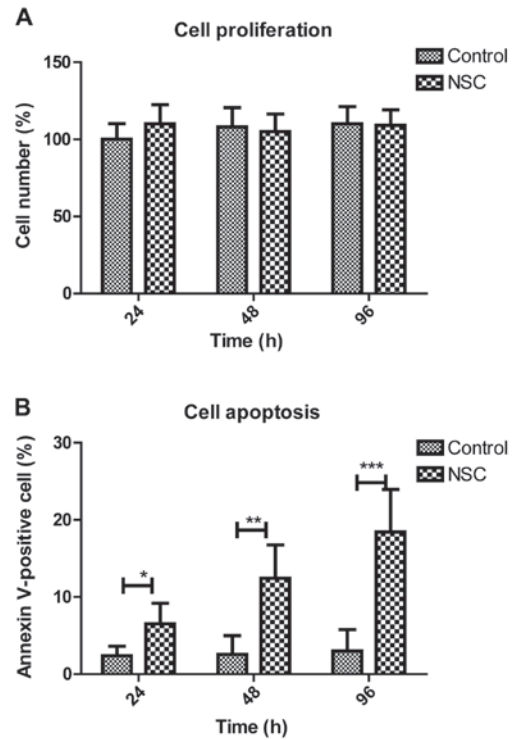 A
Cell proliferation
Control
NSC
Cell number (%)
150
100
50
0
24
48
96
Time (h)
B
Cell apoptosis
Control
NSC
Annexin V-positive cell (%)
30
20
10
0
*
**
***
24
48
96
Time (h)